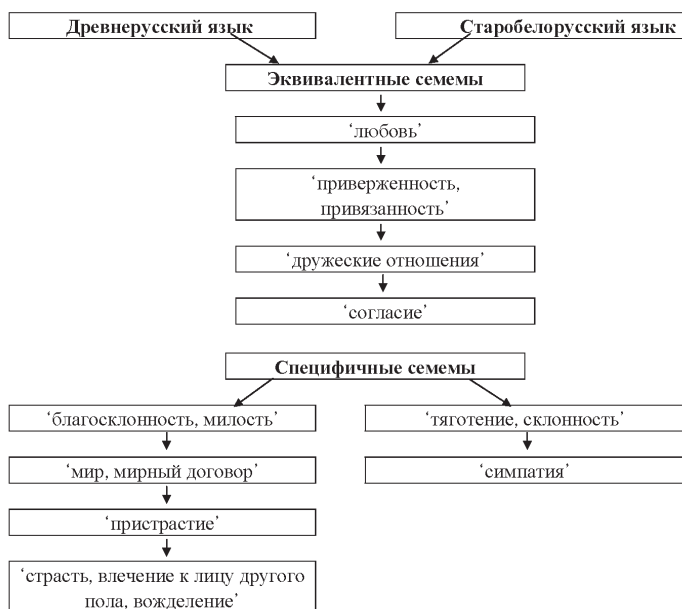 Древнерусский язык
Старобелорусский язык
Эквивалентные семемы
‘любовь’
‘приверженность,
привязанность’
‘дружеские отношения’
‘согласие’
Специфичные семемы
‘благосклонность, милость’
‘тяготение, склонность’
‘мир, мирный договор’
‘симпатия’
‘пристрастие’
‘страсть, влечение к лицу другого
пола, вожделение’